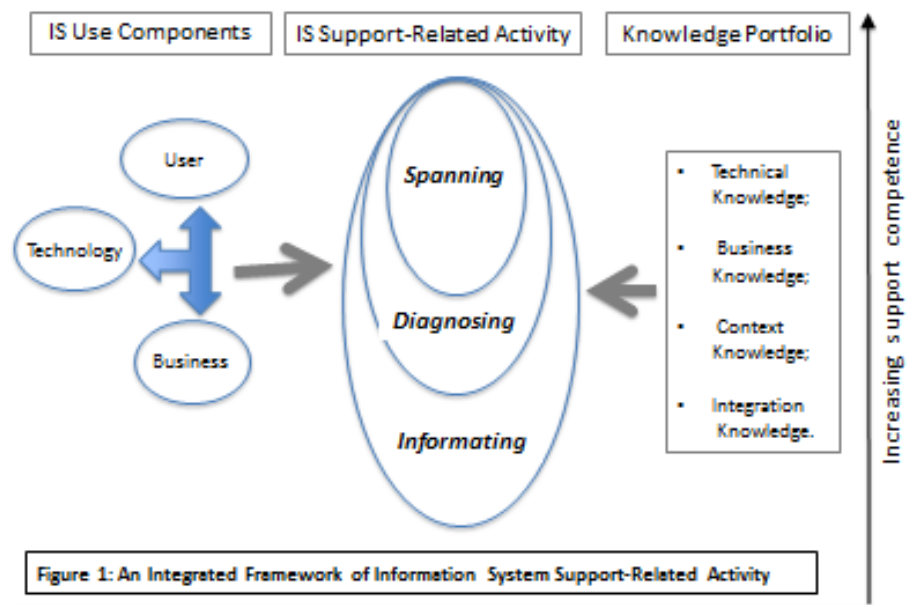 IS Use Components
IS Support-Related Activity
Knowledge Portfolio
User
Technology
Business
Spanning
Diagnosing
Informating
• Technical
Knowledge;
• Business
Knowledge;
• Context
Knowledge;
• Integration
Knowledge.
Increasing support competence
Figure 1: An Integrated Framework of Information System Support-Related Activity